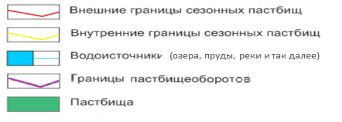 Внешние границы сезонных пастбищ
Внутренние границы сезонных пастбищ
Водоисточники (озера, пруды, реки и так далее)
Границы пастбищеоборотов
Пастбища